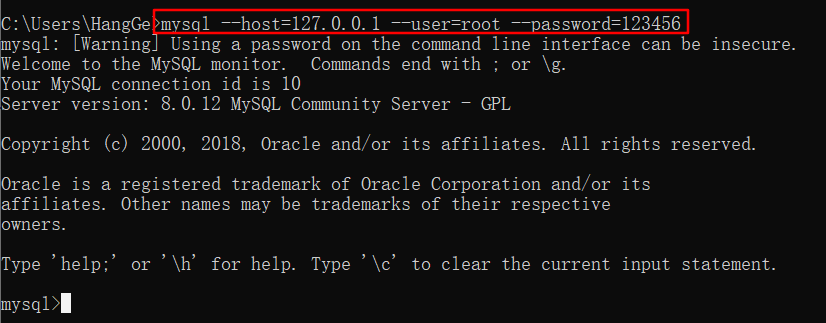 C:\Users\HangGe>mysql --host=127.0.0.1 --user=root --password=123456
mysql: [Warning] Using a password on the command line interface can be insecure.
Welcome to the MySQL monitor.  Commands end with ; or \g.
Your MySQL connection id is 10
Server version: 8.0.12 MySQL Community Server - GPL
Copyright (c) 2000, 2018, Oracle and/or its affiliates. All rights reserved.
Oracle is a registered trademark of Oracle Corporation and/or its
affiliates. Other names may be trademarks of their respective
owners.
Type 'help;' or '\h' for help. Type '\c' to clear the current input statement.
mysql>